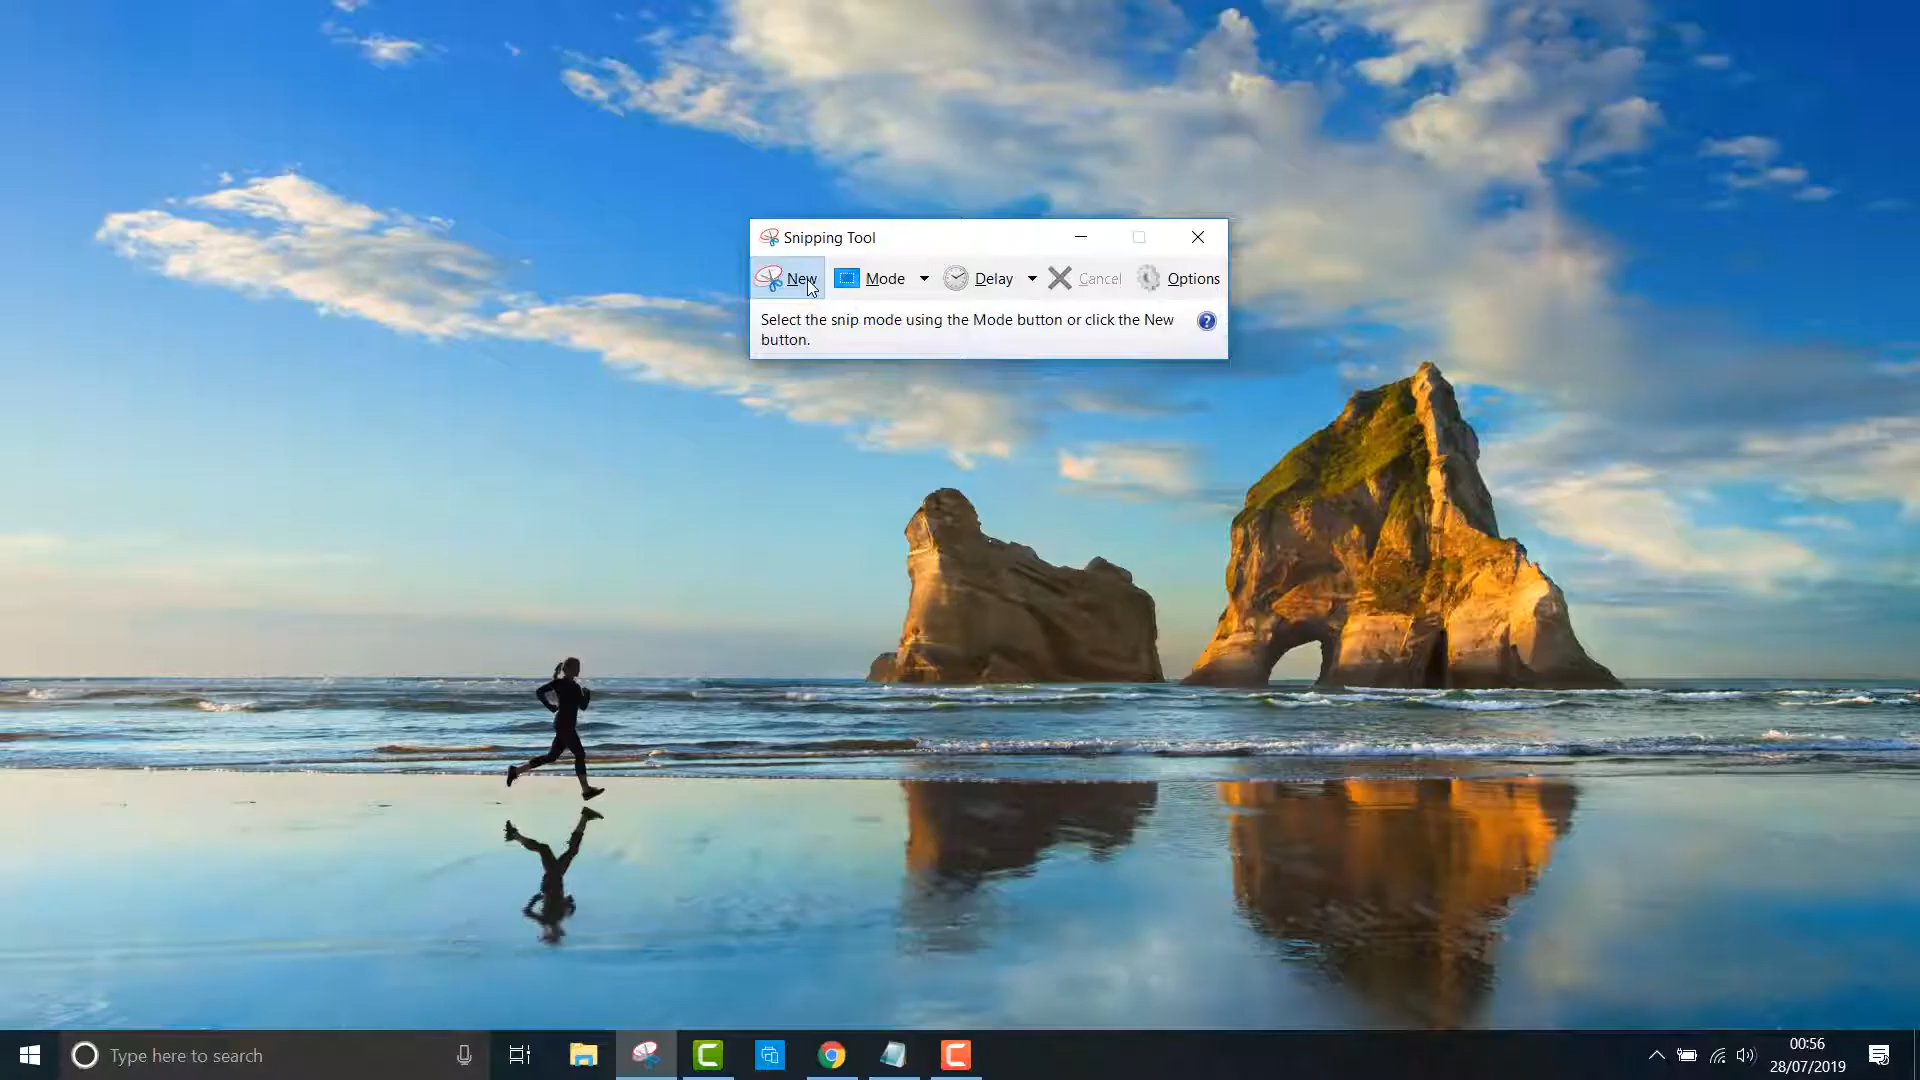 Snipping Tool
New Mode Delay Cancel Options
Select the snip mode using the Mode button or click the New
button.
Type here to search
00:56
28/07/2019